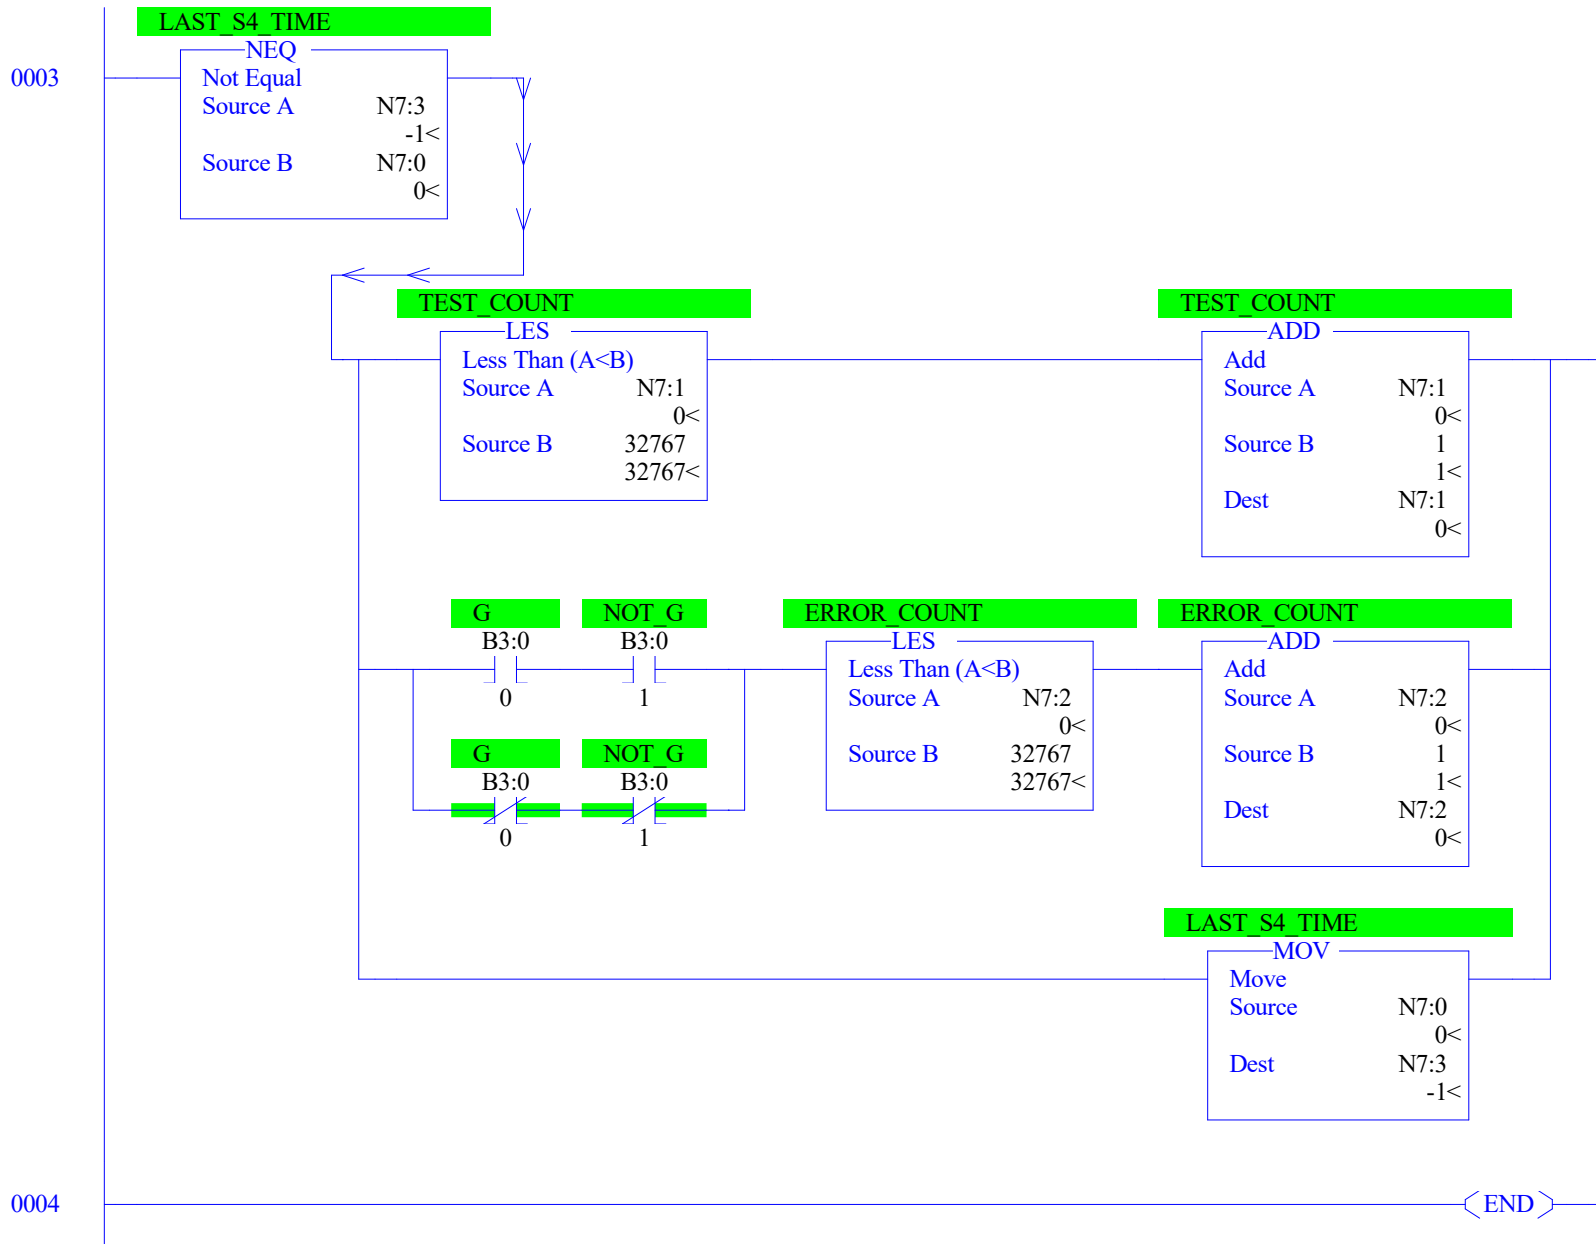 LAST_S4_TIME
NEQ
0003
Not Equal
Source A N7:3
-1<
Source B N7:0
0<
TEST_COUNT
LES
Less Than (A<B)
Source A N7:1
0<
Source B 32767
32767<
TEST_COUNT
ADD
Add
Source A N7:1
0<
Source B 1
1<
Dest N7:1
0<
G NOT_G
B3:0 B3:0
0 1
G NOT_G
B3:0 B3:0
0 1
ERROR_COUNT
LES
Less Than (A<B)
Source A N7:2
0<
Source B 32767
32767<
ERROR_COUNT
ADD
Add
Source A N7:2
0<
Source B 1
1<
Dest N7:2
0<
LAST_S4_TIME
MOV
Move
Source N7:0
0<
Dest N7:3
-1<
0004 END